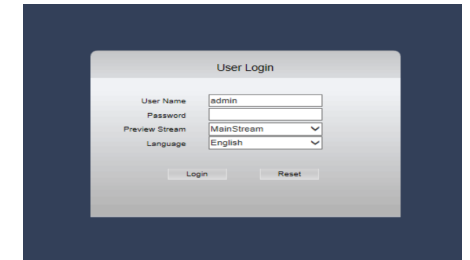 User Login
User Name admin
Password
Preview Stream MainStream
Language English
Login Reset